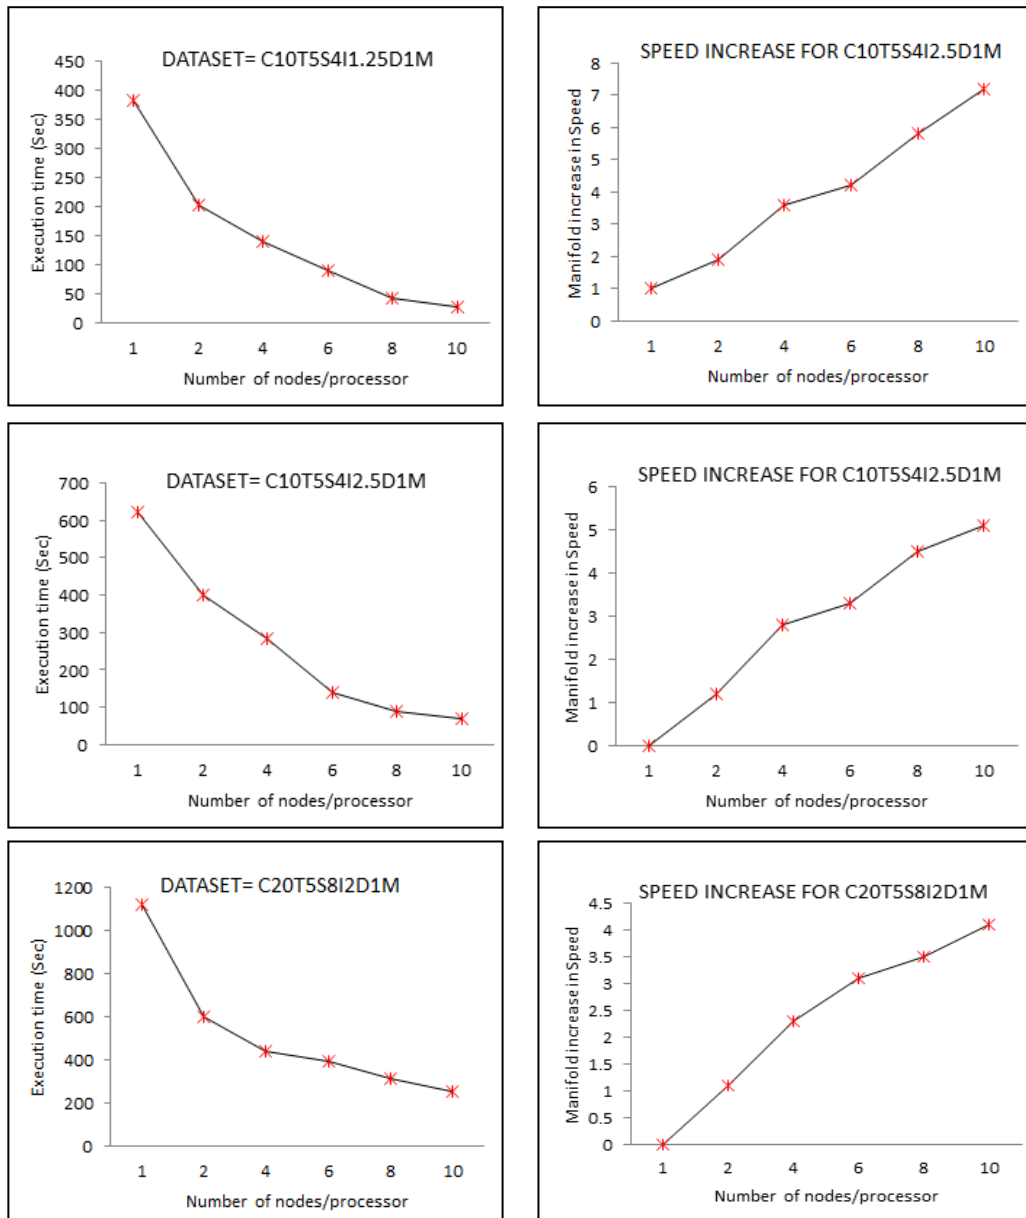 DATASET= C10T5S4I1.25D1M
Execution time (Sec)
450
400
350
300
250
200
150
100
50
0
1 2 4 6 8 10
Number of nodes/processor
SPEED INCREASE FOR C10T5S4I2.5D1M
Manifold increase in Speed
8
7
6
5
4
3
2
1
0
1 2 4 6 8 10
Number of nodes/processor
DATASET= C10T5S4I2.5D1M
Execution time (Sec)
700
600
500
400
300
200
100
0
1 2 4 6 8 10
Number of nodes/processor
SPEED INCREASE FOR C10T5S4I2.5D1M
Manifold increase in Speed
6
5
4
3
2
1
0
1 2 4 6 8 10
Number of nodes/processor
DATASET= C20T5S8I2D1M
Execution time (Sec)
1200
1000
800
600
400
200
0
1 2 4 6 8 10
Number of nodes/processor
SPEED INCREASE FOR C20T5S8I2D1M
Manifold increase in Speed
4.5
4
3.5
3
2.5
2
1.5
1
0.5
0
1 2 4 6 8 10
Number of nodes/processor